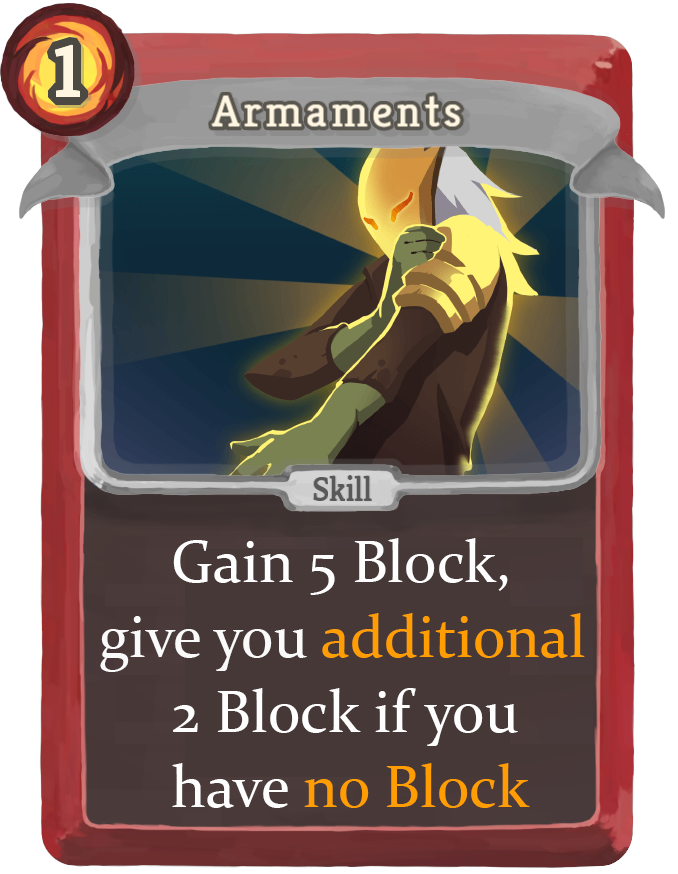 1
Armaments
Skill
Gain 5 Block,
give you additional
2 Block if you
have no Block